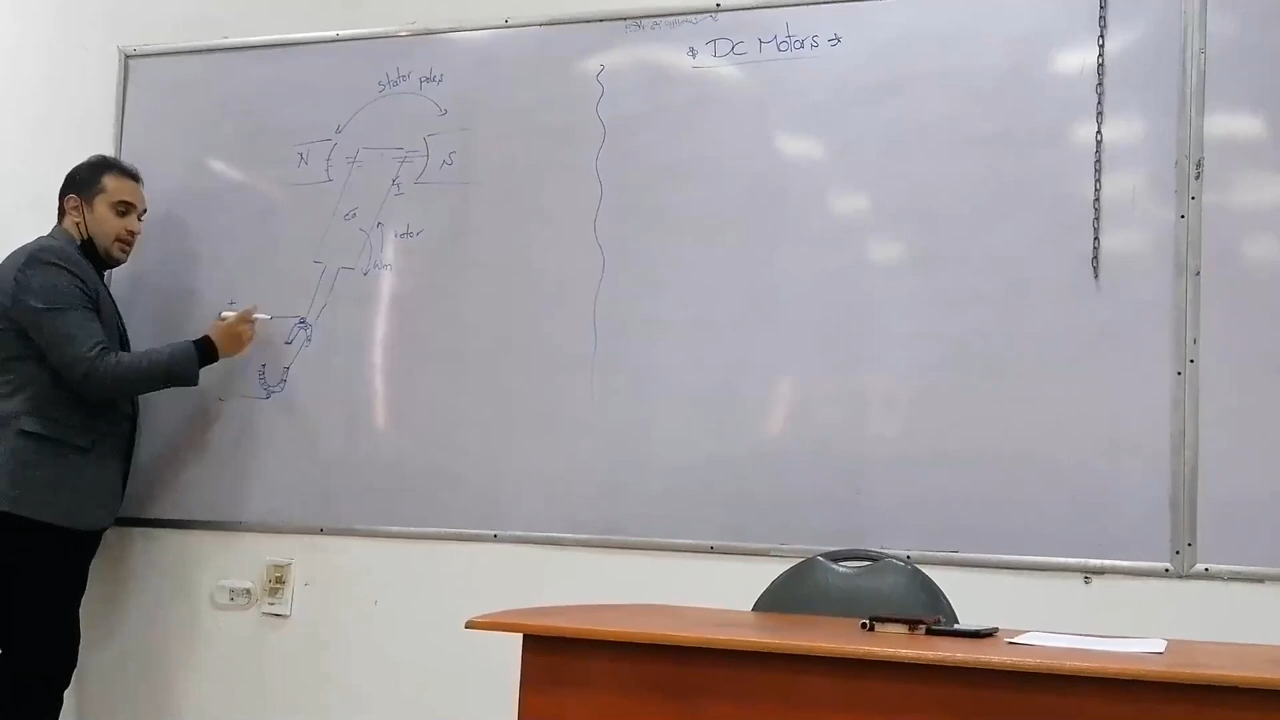 * DC Motors *
stator poles
N
S
I
rotor
ωm
+